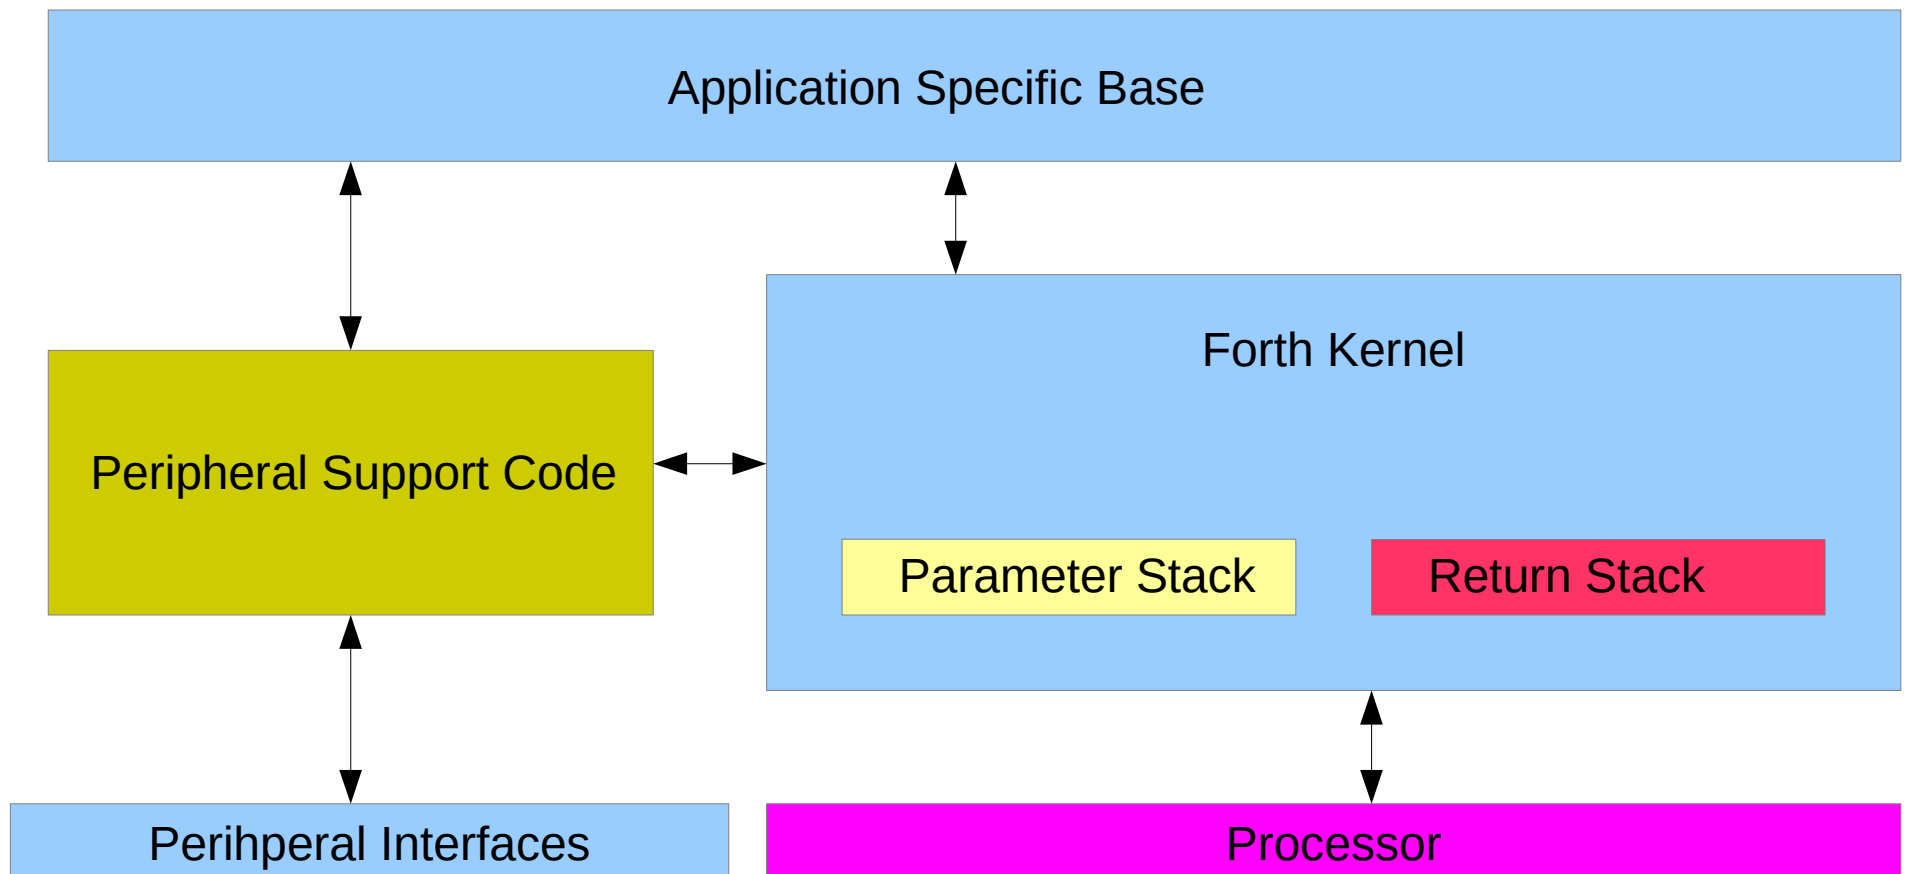 Application Specific Base
Forth Kernel
Peripheral Support Code
Parameter Stack
Return Stack
Perihperal Interfaces
Processor